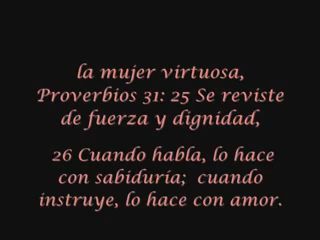 la mujer virtuosa,
Proverbios 31: 25 Se reviste
de fuerza y dignidad,
26 Cuando habla, lo hace
con sabiduría; cuando
instruye, lo hace con amor.